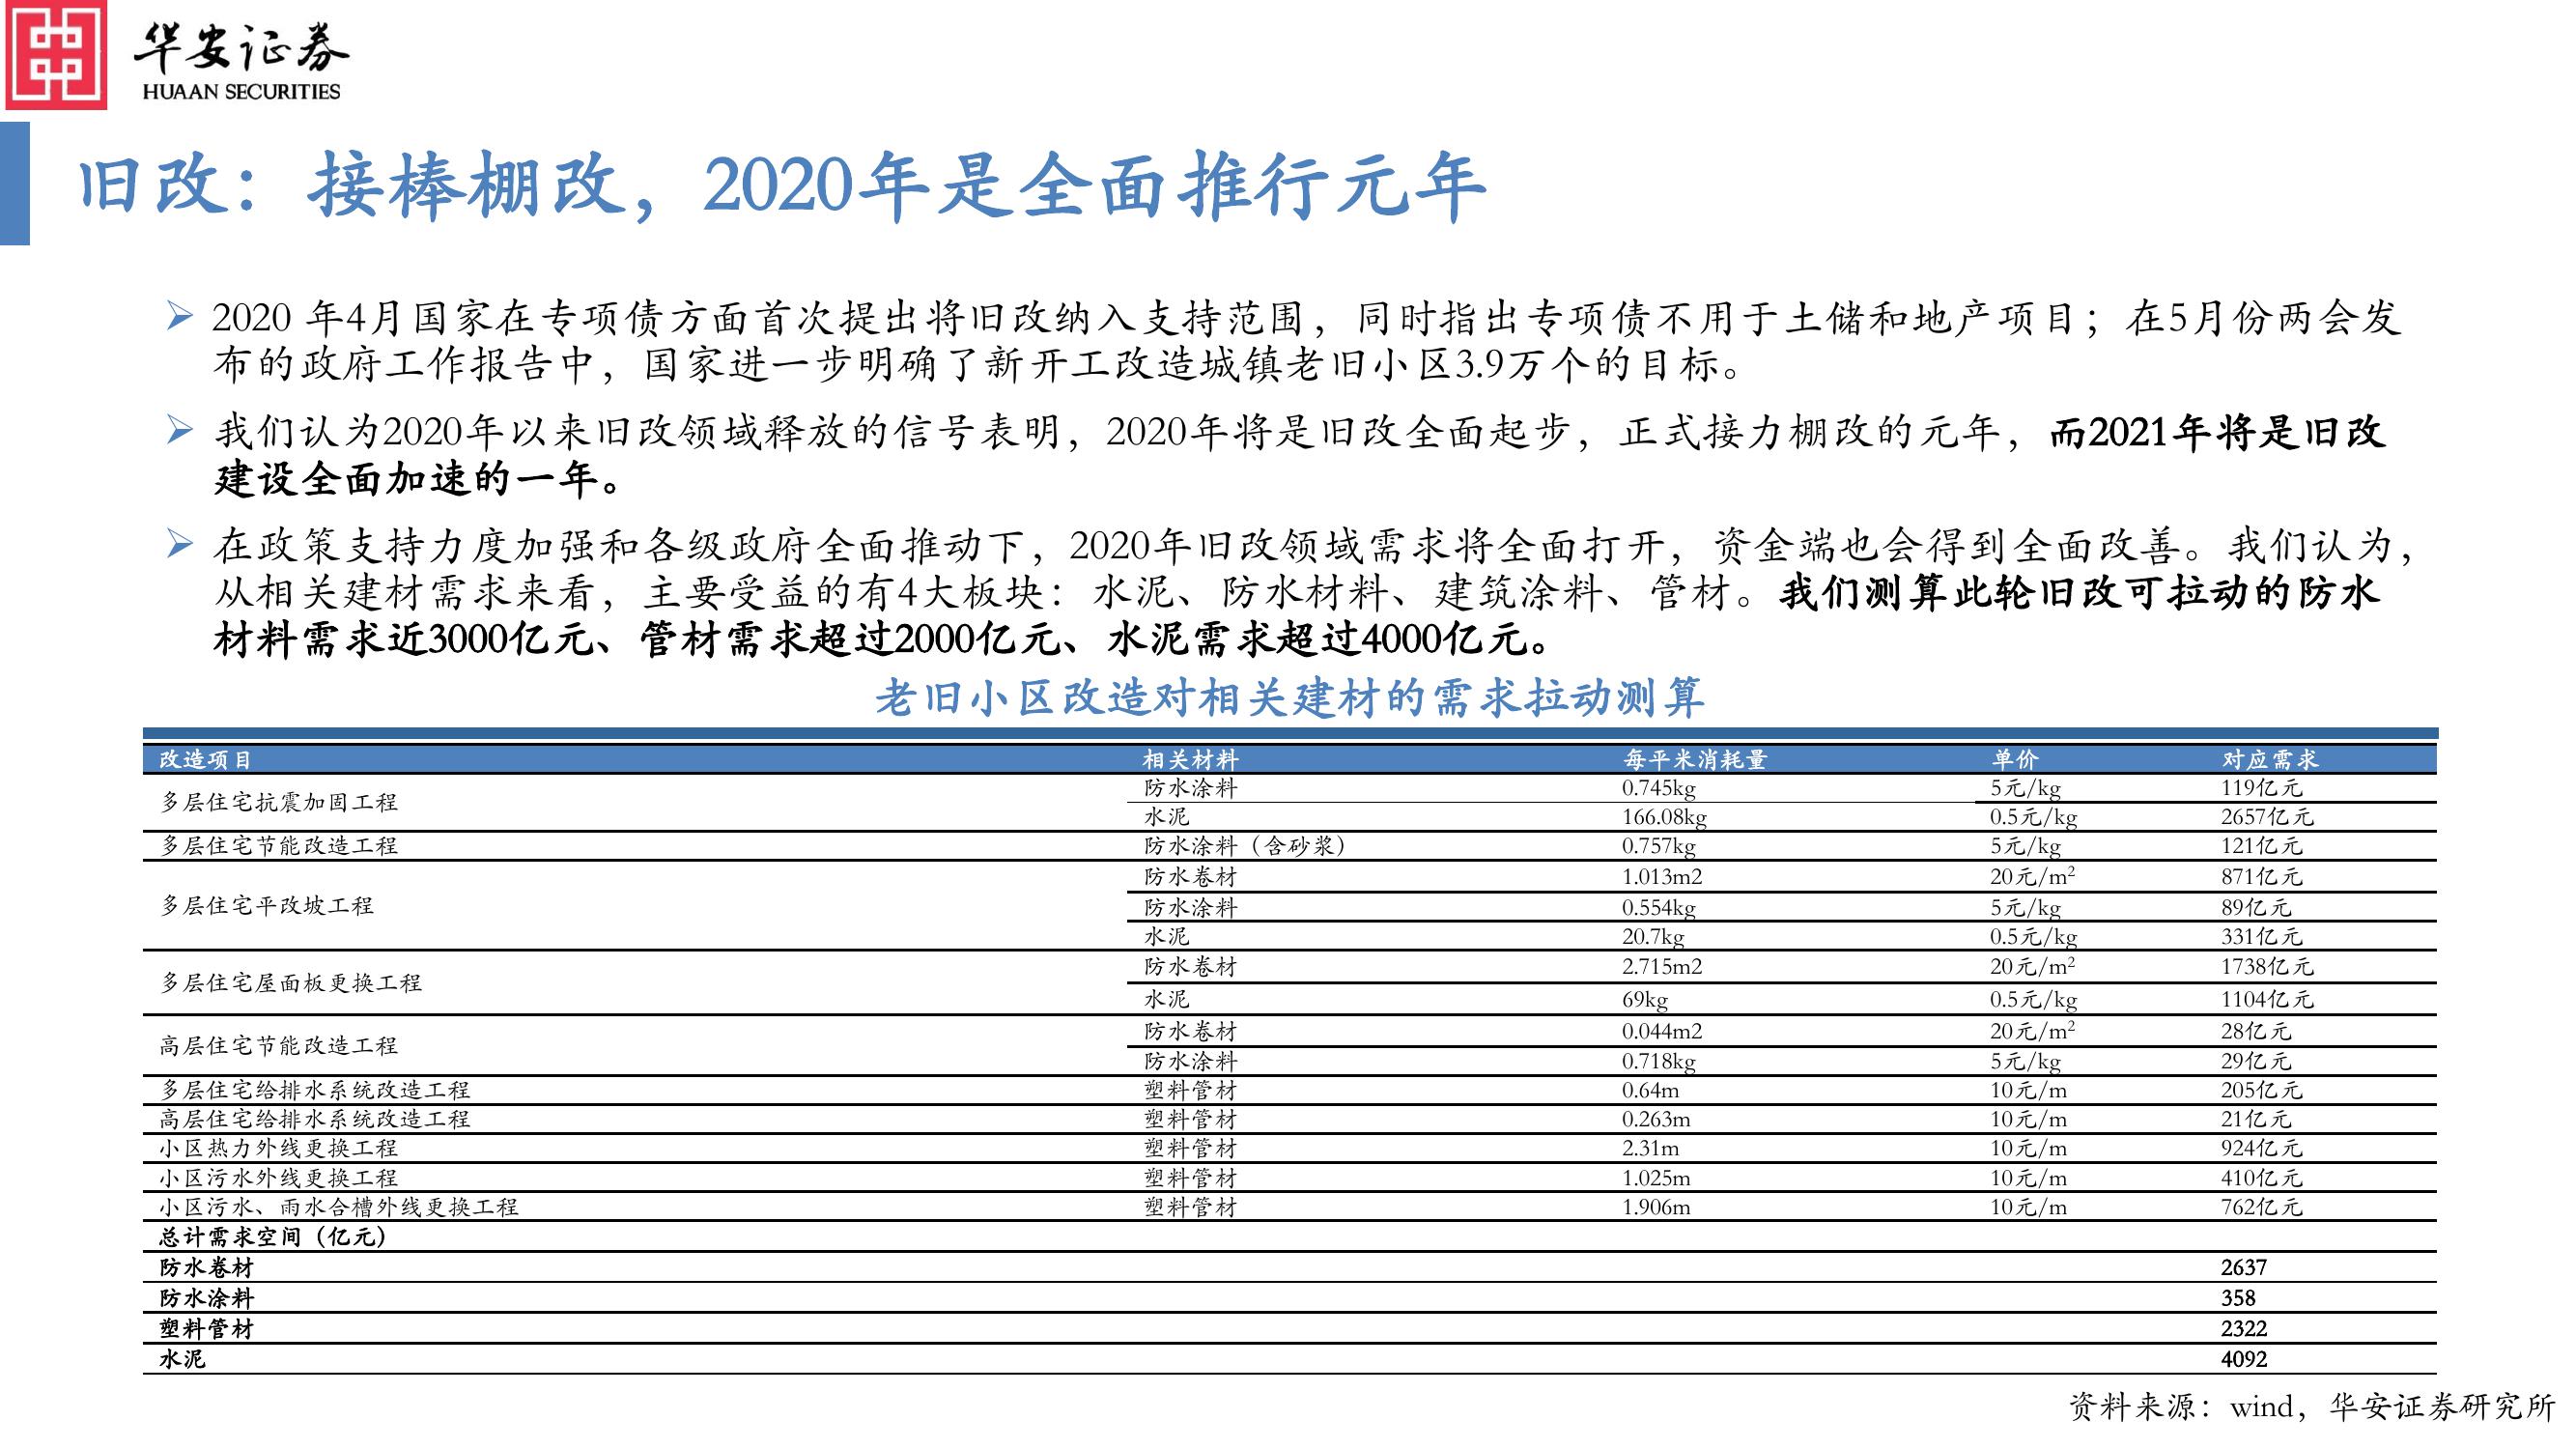 华安证券
HUAAN SECURITIES
旧改：接棒棚改，2020年是全面推行元年
➢ 2020 年4月国家在专项债方面首次提出将旧改纳入支持范围，同时指出专项债不用于土储和地产项目；在5月份两会发
布的政府工作报告中，国家进一步明确了新开工改造城镇老旧小区3.9万个的目标。
➢ 我们认为2020年以来旧改领域释放的信号表明，2020年将是旧改全面起步，正式接力棚改的元年，而2021年将是旧改
建设全面加速的一年。
➢ 在政策支持力度加强和各级政府全面推动下，2020年旧改领域需求将全面打开，资金端也会得到全面改善。我们认为，
从相关建材需求来看，主要受益的有4大板块：水泥、防水材料、建筑涂料、管材。我们测算此轮旧改可拉动的防水
材料需求近3000亿元、管材需求超过2000亿元、水泥需求超过4000亿元。
老旧小区改造对相关建材的需求拉动测算
改造项目 相关材料 每平米消耗量 单价 对应需求
多层住宅抗震加固工程 防水涂料 0.745kg 5元/kg 119亿元
水泥 166.08kg 0.5元/kg 2657亿元
多层住宅节能改造工程 防水涂料（含砂浆） 0.757kg 5元/kg 121亿元
多层住宅平改坡工程 防水卷材 1.013m2 20元/m² 871亿元
防水涂料 0.554kg 5元/kg 89亿元
水泥 20.7kg 0.5元/kg 331亿元
多层住宅屋面板更换工程 防水卷材 2.715m2 20元/m² 1738亿元
水泥 69kg 0.5元/kg 1104亿元
高层住宅节能改造工程 防水卷材 0.044m2 20元/m² 28亿元
防水涂料 0.718kg 5元/kg 29亿元
多层住宅给排水系统改造工程 塑料管材 0.64m 10元/m 205亿元
高层住宅给排水系统改造工程 塑料管材 0.263m 10元/m 21亿元
小区热力外线更换工程 塑料管材 2.31m 10元/m 924亿元
小区污水外线更换工程 塑料管材 1.025m 10元/m 410亿元
小区污水、雨水合槽外线更换工程 塑料管材 1.906m 10元/m 762亿元
总计需求空间（亿元）
防水卷材 2637
防水涂料 358
塑料管材 2322
水泥 4092
资料来源：wind，华安证券研究所